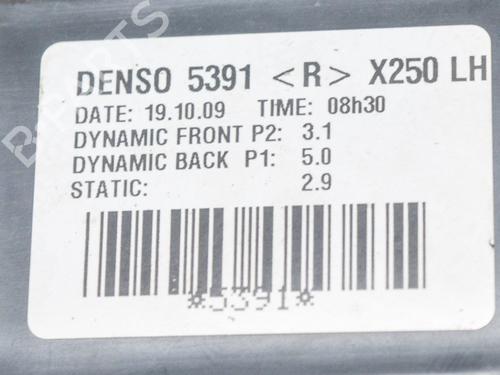 DENSO 5391 <R> X250 LH
DATE: 19.10.09 TIME: 08h30
DYNAMIC FRONT P2: 3.1
DYNAMIC BACK P1: 5.0
STATIC: 2.9
*5391*